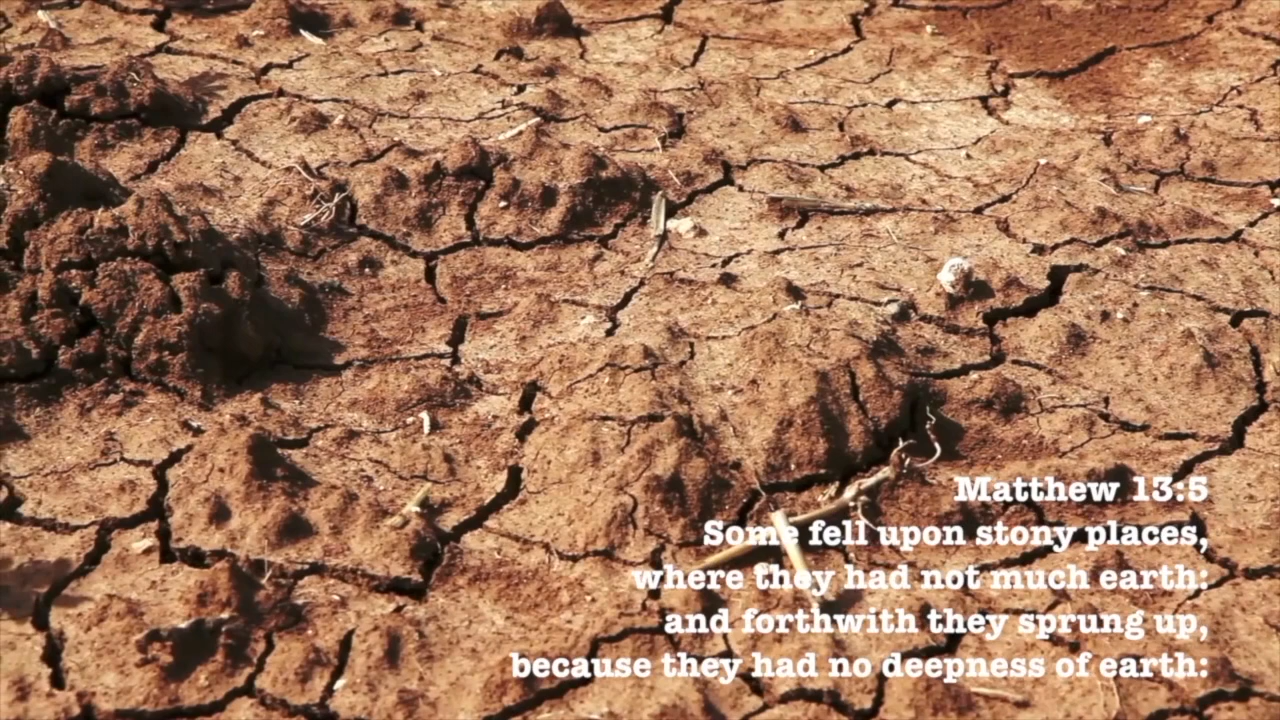 Matthew 13:5
Some fell upon stony places,
where they had not much earth:
and forthwith they sprung up,
because they had no deepness of earth: